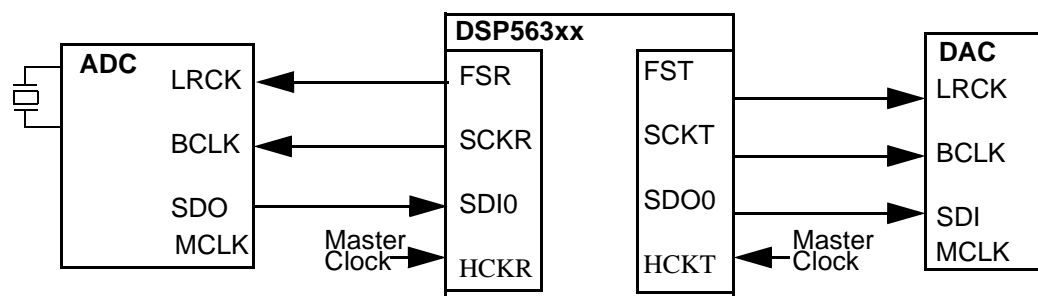 DSP563xx
ADC
LRCK
BCLK
SDO
MCLK
Master
Clock
FSR
SCKR
SDI0
HCKR
FST
SCKT
SDO0
HCKT
Master
Clock
DAC
LRCK
BCLK
SDI
MCLK